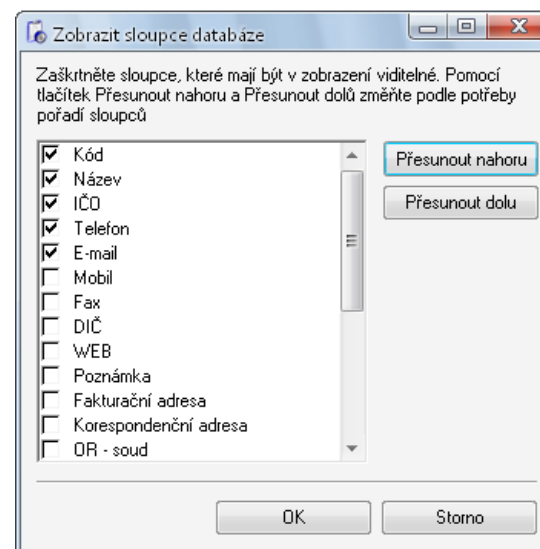 Zobrazit sloupce databáze
Zaškrtněte sloupce, které mají být v zobrazení viditelné. Pomocí
tlačítek Přesunout nahoru a Přesunout dolů změňte podle potřeby
pořadí sloupců
Kód
Název
IČO
Telefon
E-mail
Mobil
Fax
DIČ
WEB
Poznámka
Fakturační adresa
Korespondenční adresa
OR - soud
Přesunout nahoru
Přesunout dolu
OK
Storno